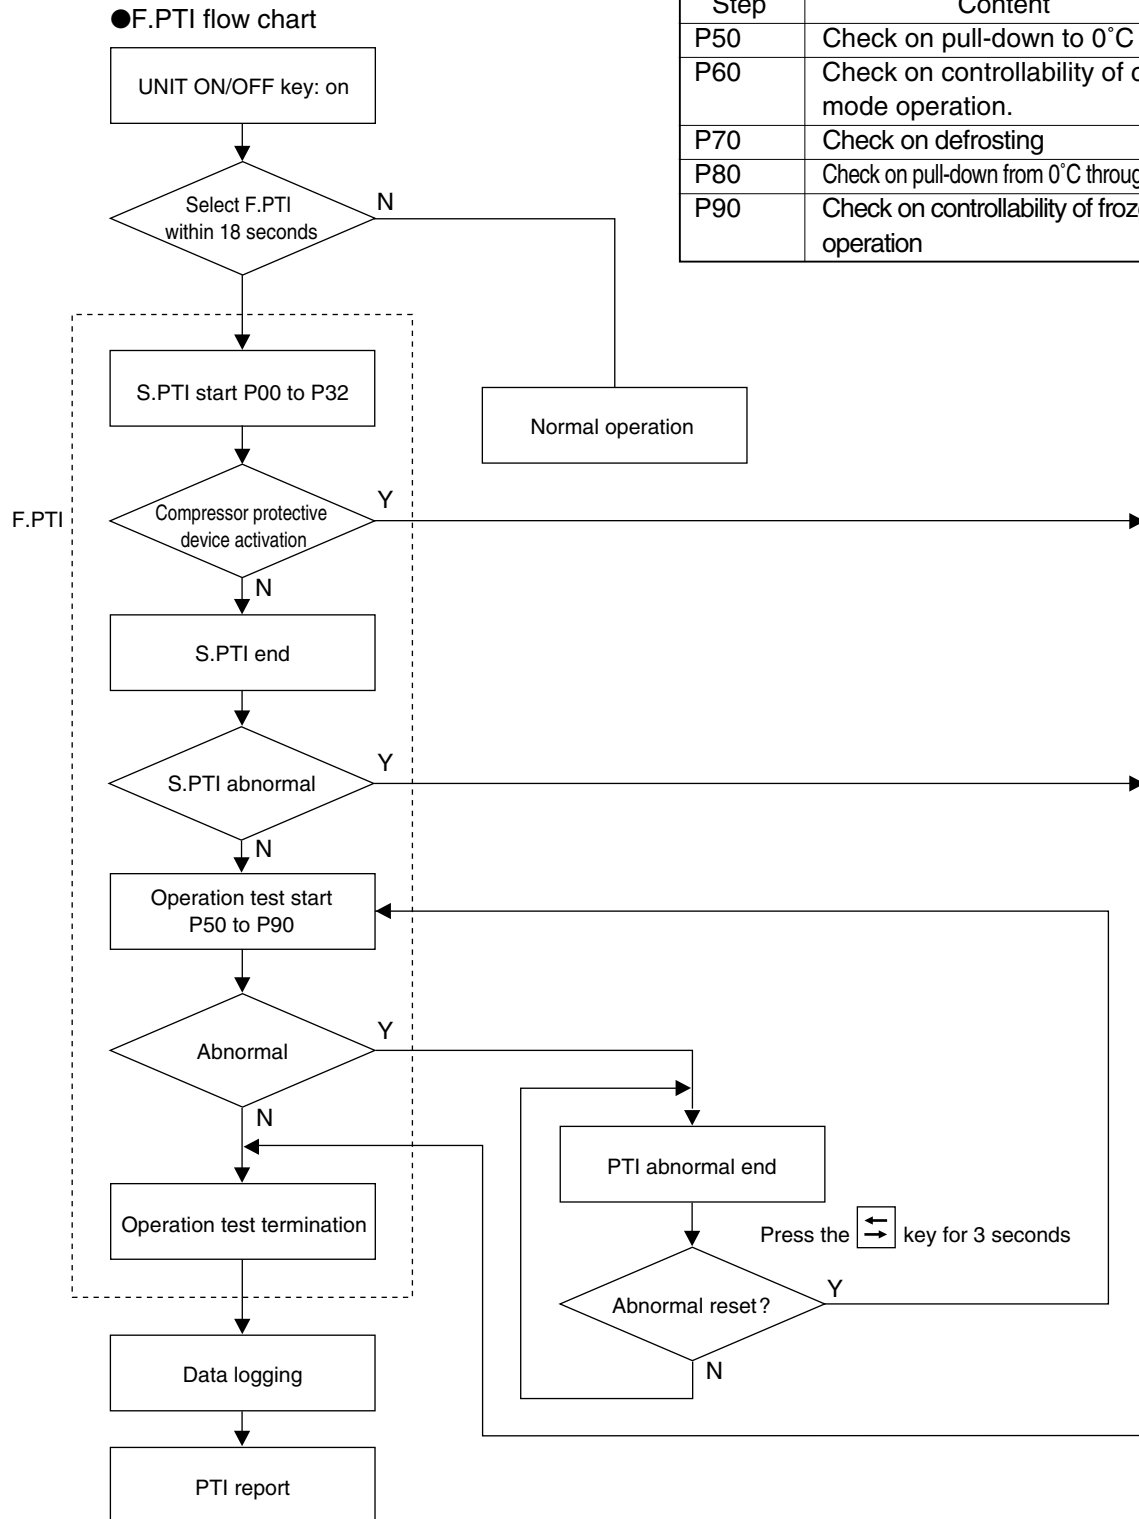 ●F.PTI flow chart
UNIT ON/OFF key: on
Select F.PTI
within 18 seconds
N
S.PTI start P00 to P32
Normal operation
F.PTI
Compressor protective
device activation
Y
N
S.PTI end
S.PTI abnormal
Y
N
Operation test start
P50 to P90
Abnormal
Y
N
PTI abnormal end
Operation test termination
Press the ← → key for 3 seconds
Abnormal reset?
Y
N
Data logging
PTI report
Step Content
P50 Check on pull-down to 0°C
P60 Check on controllability of
mode operation.
P70 Check on defrosting
P80 Check on pull-down from 0°C
P90 Check on controllability of
operation